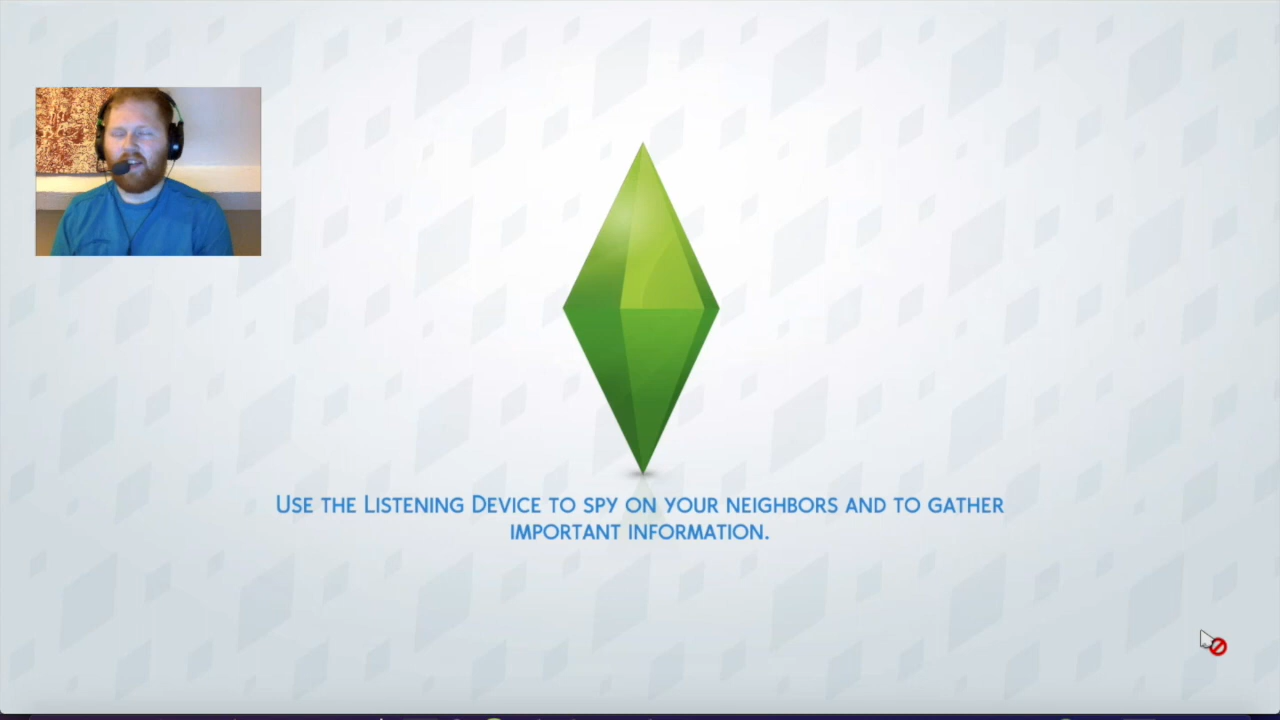 Use the Listening Device to spy on your neighbors and to gather
important information.